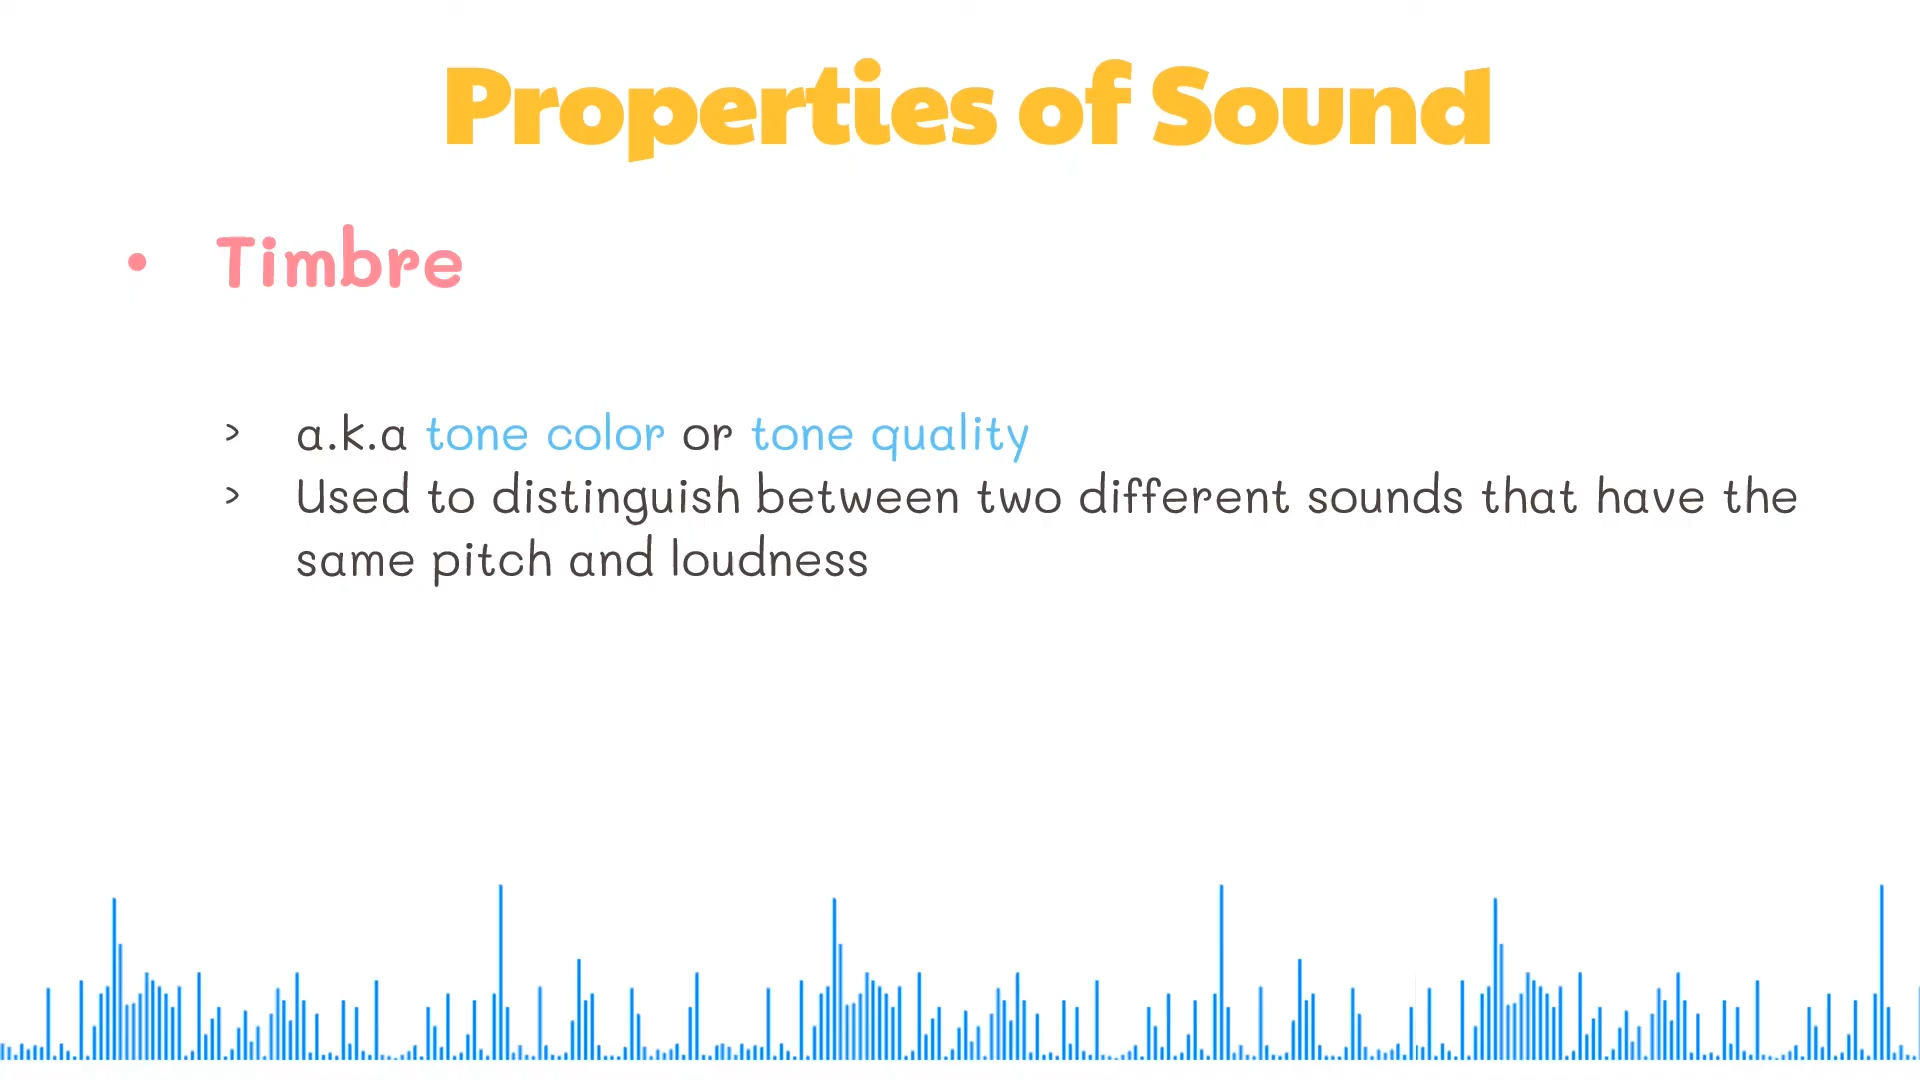 Properties of Sound
• Timbre
> a.k.a tone color or tone quality
> Used to distinguish between two different sounds that have the
same pitch and loudness